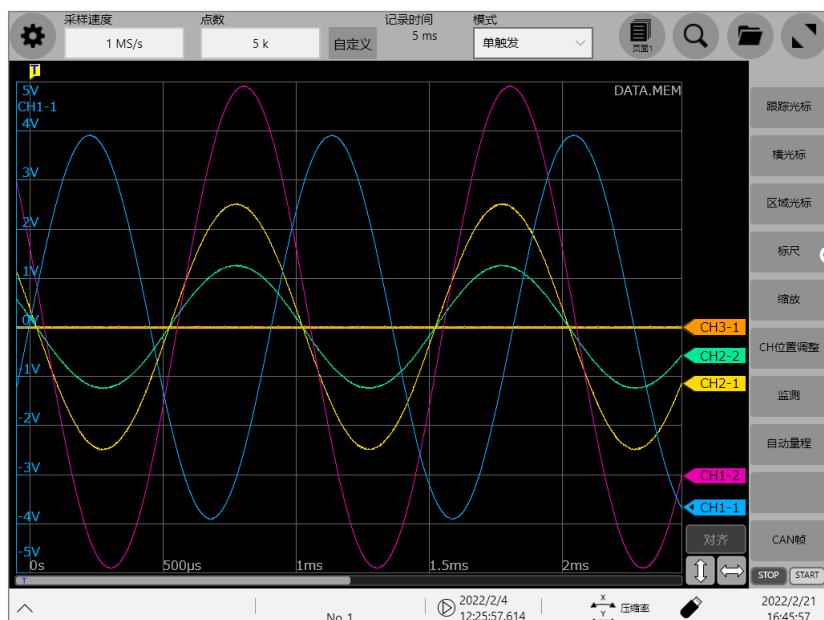 采样速度
点数
记录时间
模式
1 MS/s
5 k
自定义
5 ms
单触发
页面1
T
5V
CH1-1
DATA.MEM
4V
3V
2V
1V
0V
-1V
-2V
-3V
-4V
-5V
0s
500µs
1ms
1.5ms
2ms
CH3-1
CH2-2
CH2-1
CH1-2
CH1-1
对齐
跟踪光标
横光标
区域光标
标尺
缩放
CH位置调整
监测
自动量程
CAN帧
STOP
START
T
No.1
2022/2/4
12:25:57.614
X
Y
压缩率
2022/2/21
16:45:57